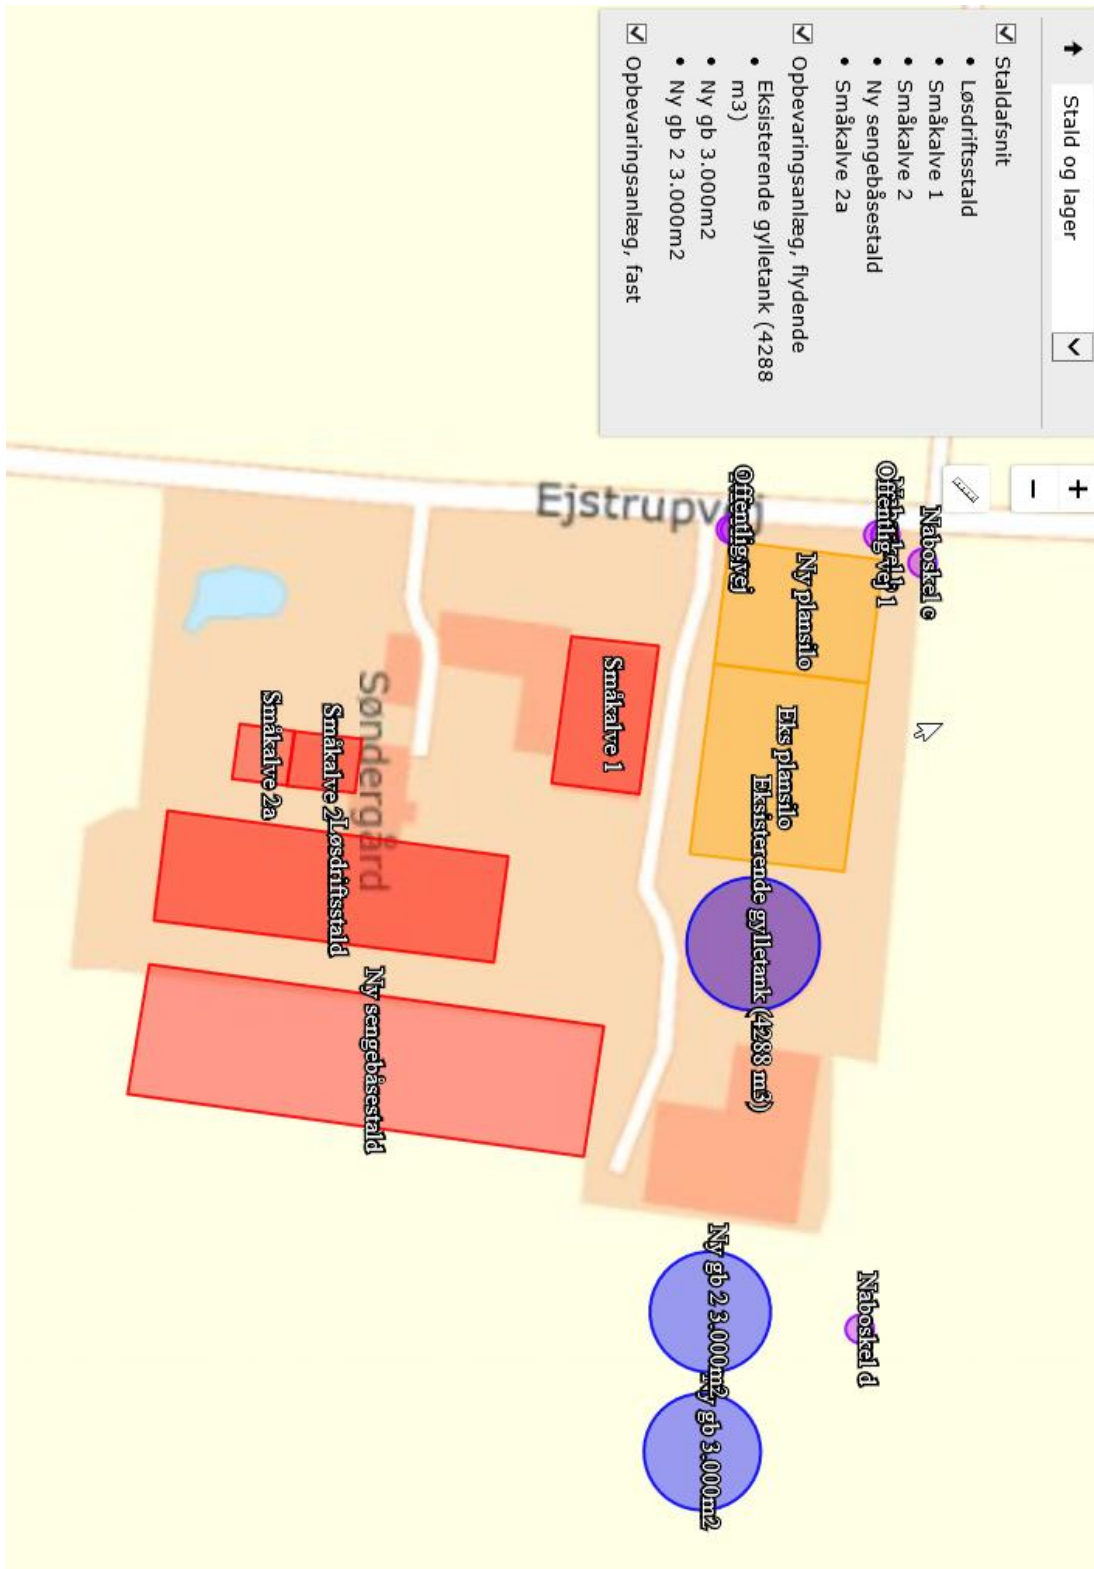 Stald og lager
Staldafsnit
• Løsdriftsstald
• Småkalve 1
• Småkalve 2
• Ny sengebåsestald
• Småkalve 2a
Opbevaringsanlæg, flydende
• Eksisterende gylletank (4288
m3)
• Ny gb 3.000m2
• Ny gb 2 3.000m2
Opbevaringsanlæg, fast
+
−
Naboskel c
Offentlig vej 1
Offentlig vej
Ejstrupvej
Ny plansilo
Eks plansilo
Eksisterende gylletank (4288 m3)
Småkalve 1
Søndergård
Småkalve 2
Småkalve 2a
Løsdriftsstald
Ny sengebåsestald
Naboskel d
Ny gb 2 3.000m2
Ny gb 3.000m2